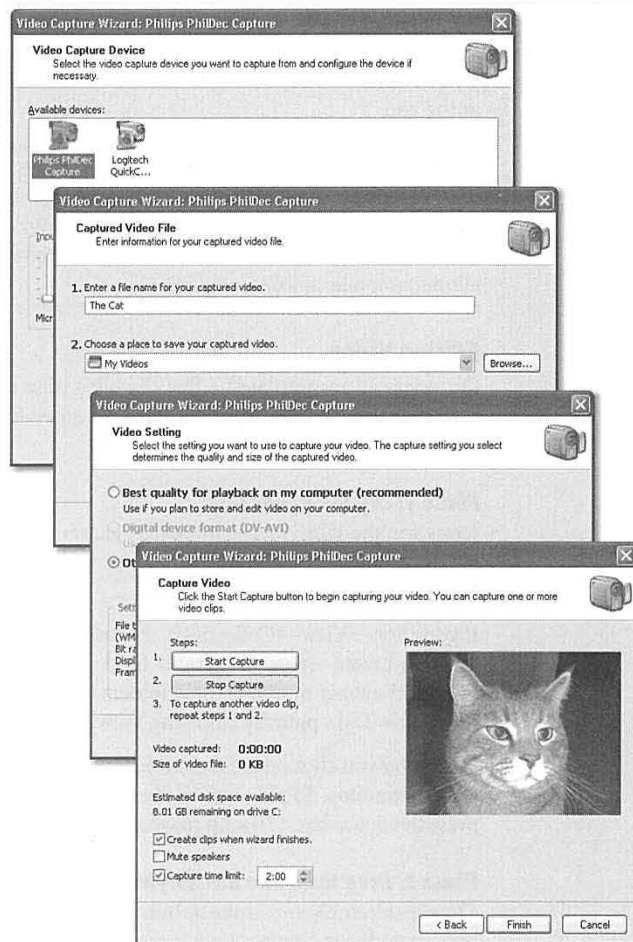 Video Capture Wizard: Philips PhilDec Capture
Video Capture Device
Select the video capture device you want to capture from and configure the device if
necessary.
Available devices:
Philips PhilDec
Capture
Logitech
QuickC...
Micr
Video Capture Wizard: Philips PhilDec Capture
Captured Video File
Enter information for your captured video file.
1. Enter a file name for your captured video.
The Cat
2. Choose a place to save your captured video.
My Videos
Browse...
Video Capture Wizard: Philips PhilDec Capture
Video Setting
Select the setting you want to use to capture your video. The capture setting you select
determines the quality and size of the captured video.
Best quality for playback on my computer (recommended)
Use if you plan to store and edit video on your computer.
Digital device format (DV-AVI)
Sett
File t
(WM
Bit ra
Displ
Fram
Video Capture Wizard: Philips PhilDec Capture
Capture Video
Click the Start Capture button to begin capturing your video. You can capture one or more
video clips.
Steps:
1. Start Capture
2. Stop Capture
3. To capture another video clip,
repeat steps 1 and 2.
Video captured: 0:00:00
Size of video file: 0 KB
Estimated disk space available:
8.01 GB remaining on drive C:
Create clips when wizard finishes.
Mute speakers
Capture time limit: 2:00
Preview:
< Back
Finish
Cancel